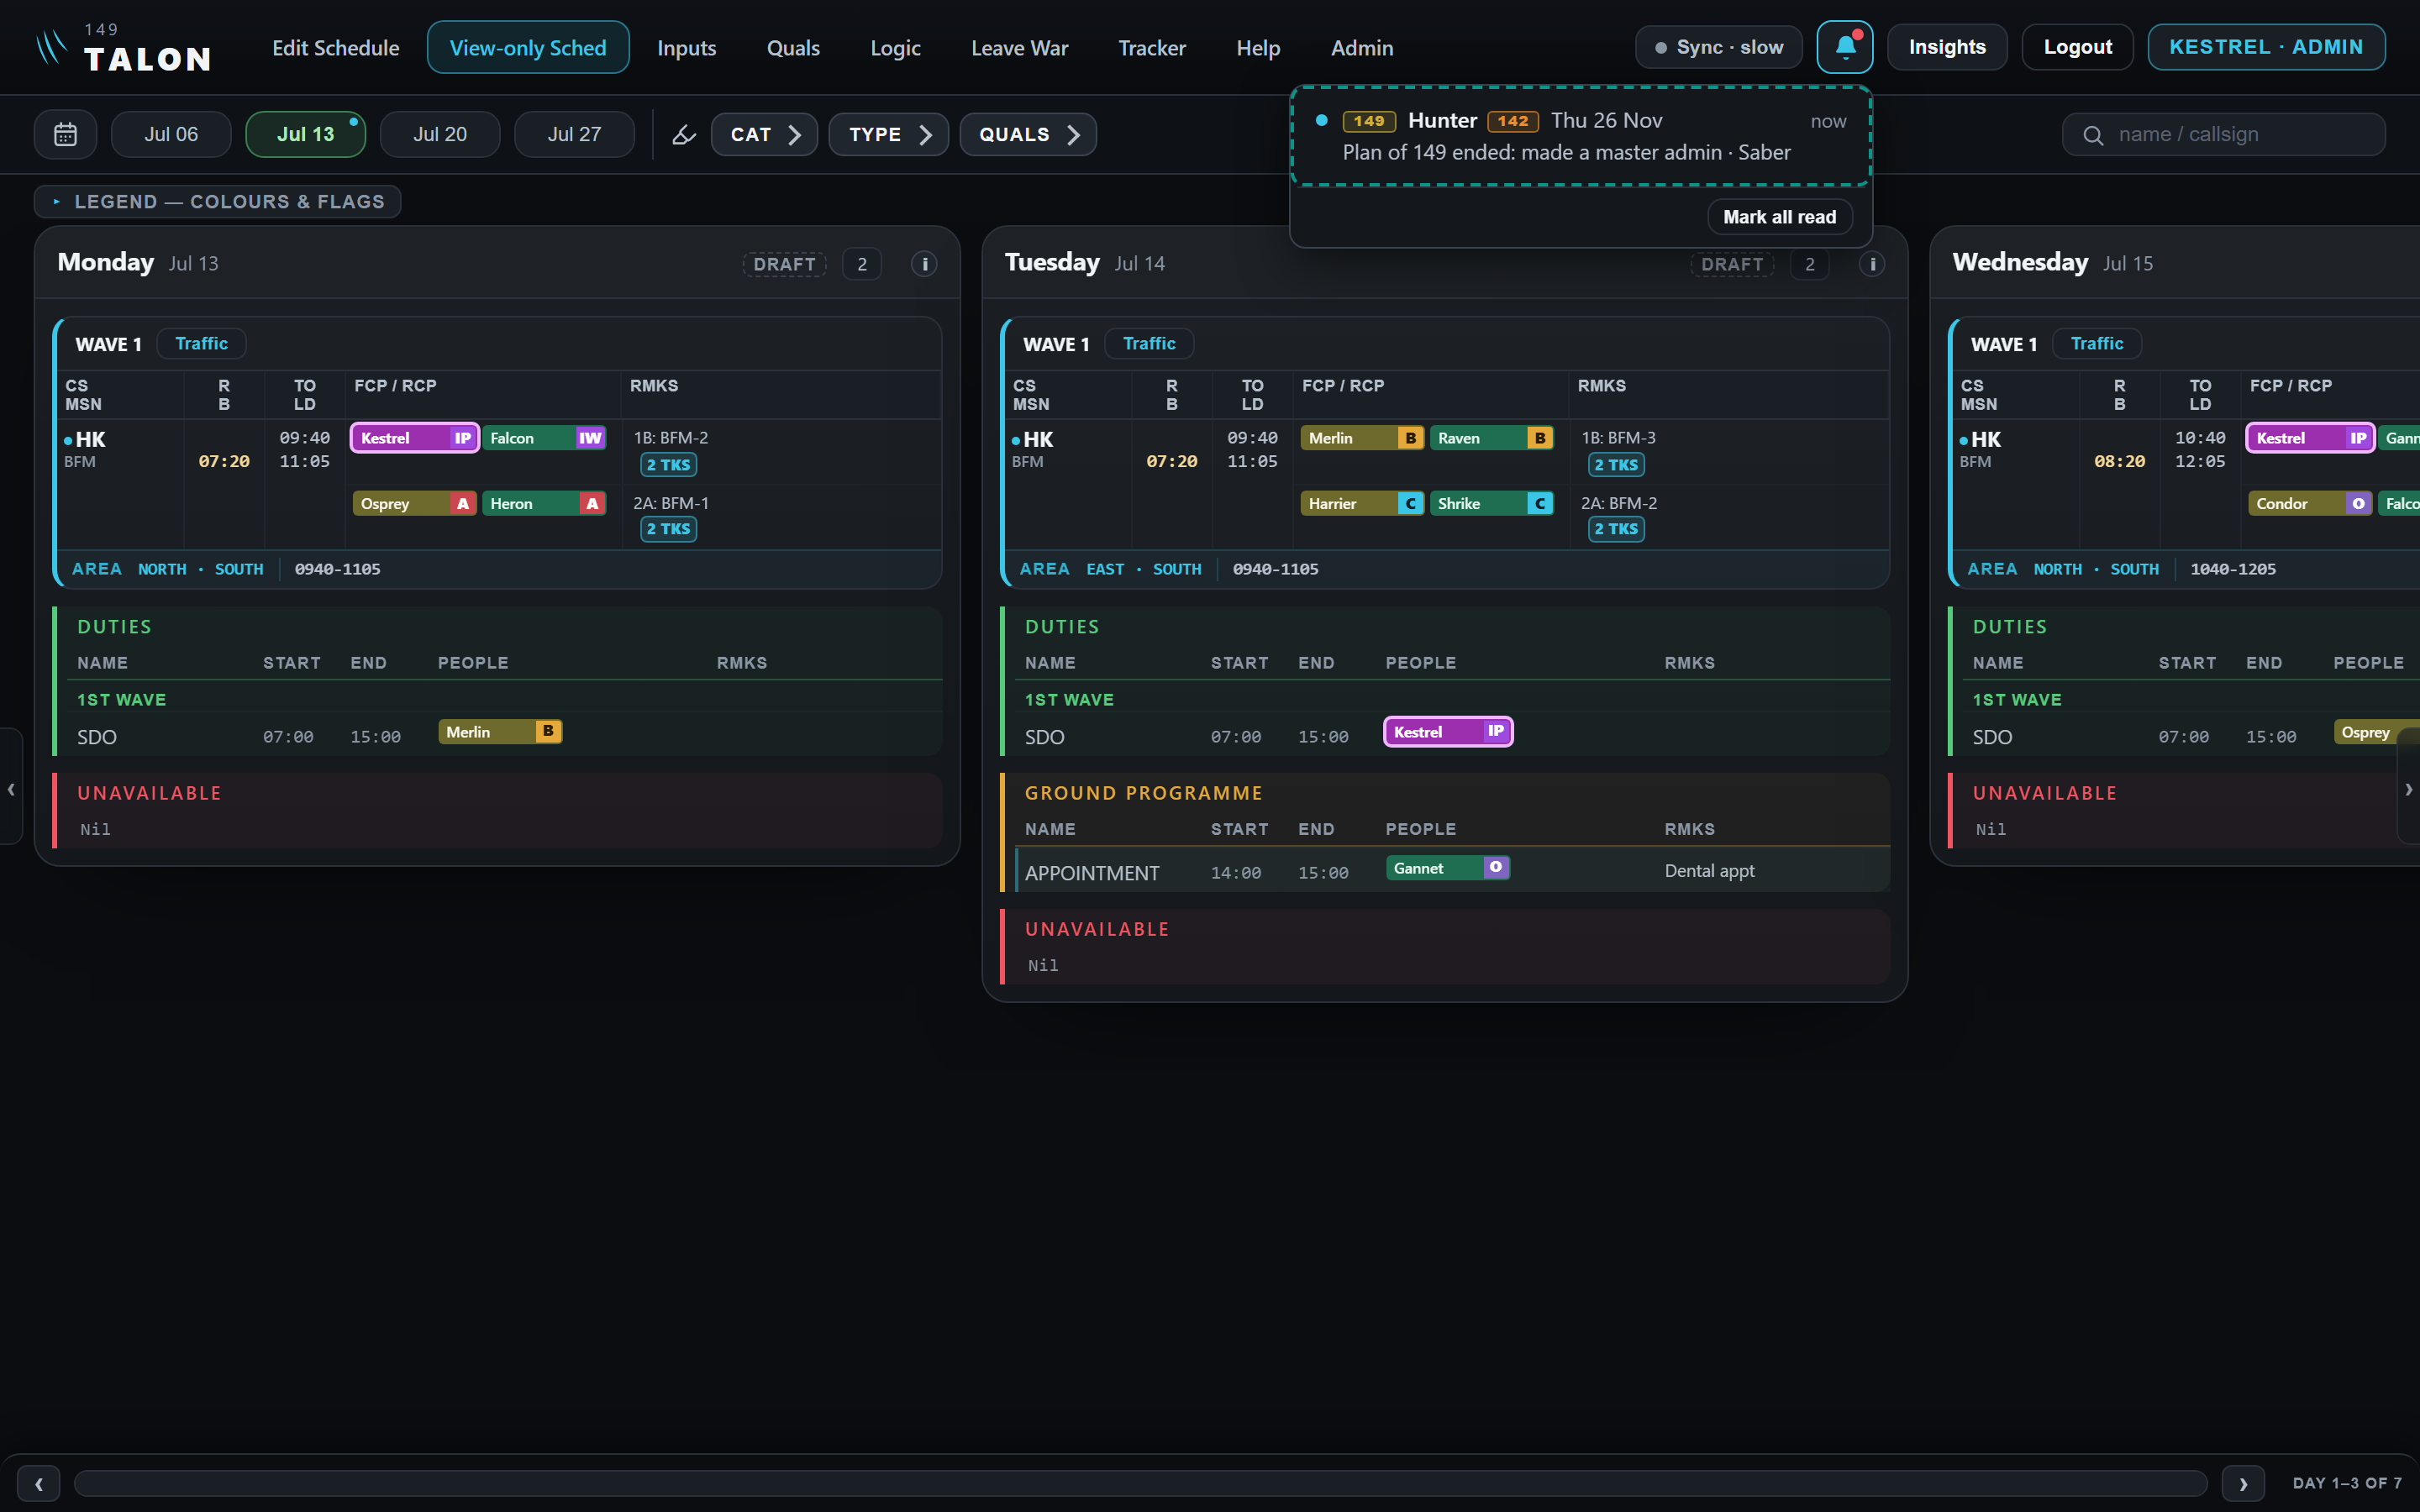 149
TALON
Edit Schedule
View-only Sched
Inputs
Quals
Logic
Leave War
Tracker
Help
Admin
Sync · slow
Insights
Logout
KESTREL · ADMIN
Jul 06
Jul 13
Jul 20
Jul 27
CAT
TYPE
QUALS
name / callsign
149 Hunter 142 Thu 26 Nov now
Plan of 149 ended: made a master admin · Saber
Mark all read
LEGEND — COLOURS & FLAGS
Monday Jul 13 DRAFT 2 i
WAVE 1 Traffic
CS R TO FCP / RCP RMKS
MSN B LD
HK 09:40 Kestrel IP Falcon IW 1B: BFM-2
BFM 07:20 11:05 2 TKS
Osprey A Heron A 2A: BFM-1
2 TKS
AREA NORTH · SOUTH 0940-1105
DUTIES
NAME START END PEOPLE RMKS
1ST WAVE
SDO 07:00 15:00 Merlin B
UNAVAILABLE
Nil
Tuesday Jul 14 DRAFT 2 i
WAVE 1 Traffic
CS R TO FCP / RCP RMKS
MSN B LD
HK 09:40 Merlin B Raven B 1B: BFM-3
BFM 07:20 11:05 2 TKS
Harrier C Shrike C 2A: BFM-2
2 TKS
AREA EAST · SOUTH 0940-1105
DUTIES
NAME START END PEOPLE RMKS
1ST WAVE
SDO 07:00 15:00 Kestrel IP
GROUND PROGRAMME
NAME START END PEOPLE RMKS
APPOINTMENT 14:00 15:00 Gannet O Dental appt
UNAVAILABLE
Nil
Wednesday Jul 15
WAVE 1 Traffic
CS R TO FCP / RCP
MSN B LD
HK 10:40 Kestrel IP Gann
BFM 08:20 12:05
Condor O Falco
AREA NORTH · SOUTH 1040-1205
DUTIES
NAME START END PEOPLE
1ST WAVE
SDO 07:00 15:00 Osprey
UNAVAILABLE
Nil
DAY 1–3 OF 7